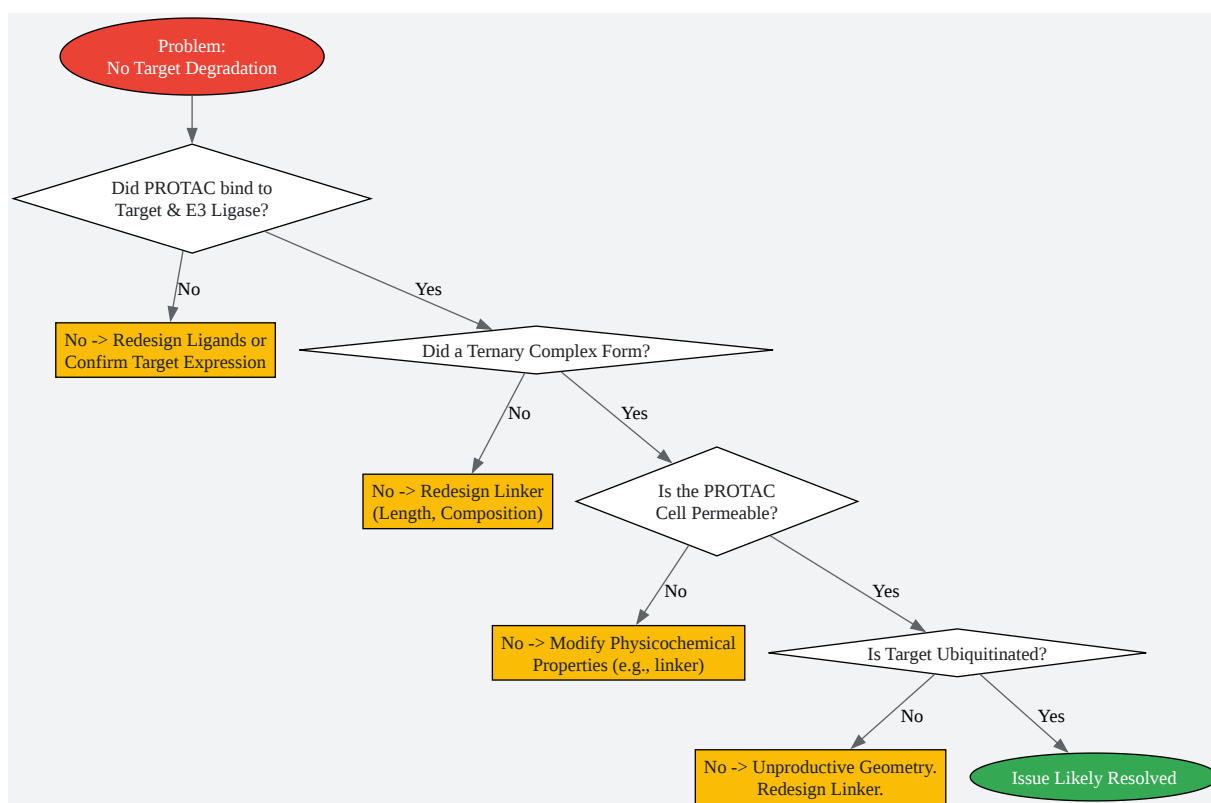 Problem:
No Target Degradation
Did PROTAC bind to
Target & E3 Ligase?
No
Yes
No -> Redesign Ligands or
Confirm Target Expression
Did a Ternary Complex Form?
No
Yes
No -> Redesign Linker
(Length, Composition)
Is the PROTAC
Cell Permeable?
No
Yes
No -> Modify Physicochemical
Properties (e.g., linker)
Is Target Ubiquitinated?
No
Yes
No -> Unproductive Geometry.
Redesign Linker.
Issue Likely Resolved